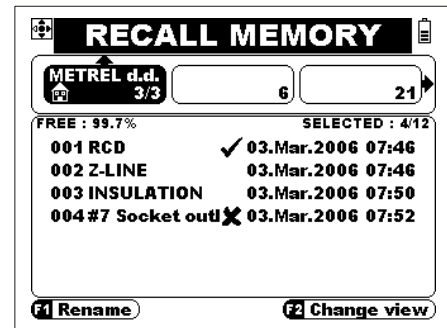 RECALL MEMORY
METREL d.d.
3/3 6 21
FREE : 99.7% SELECTED : 4/12
001 RCD 03.Mar.2006 07:46
002 Z-LINE 03.Mar.2006 07:46
003 INSULATION 03.Mar.2006 07:50
004 #7 Socket outl 03.Mar.2006 07:52
F1 Rename F2 Change view